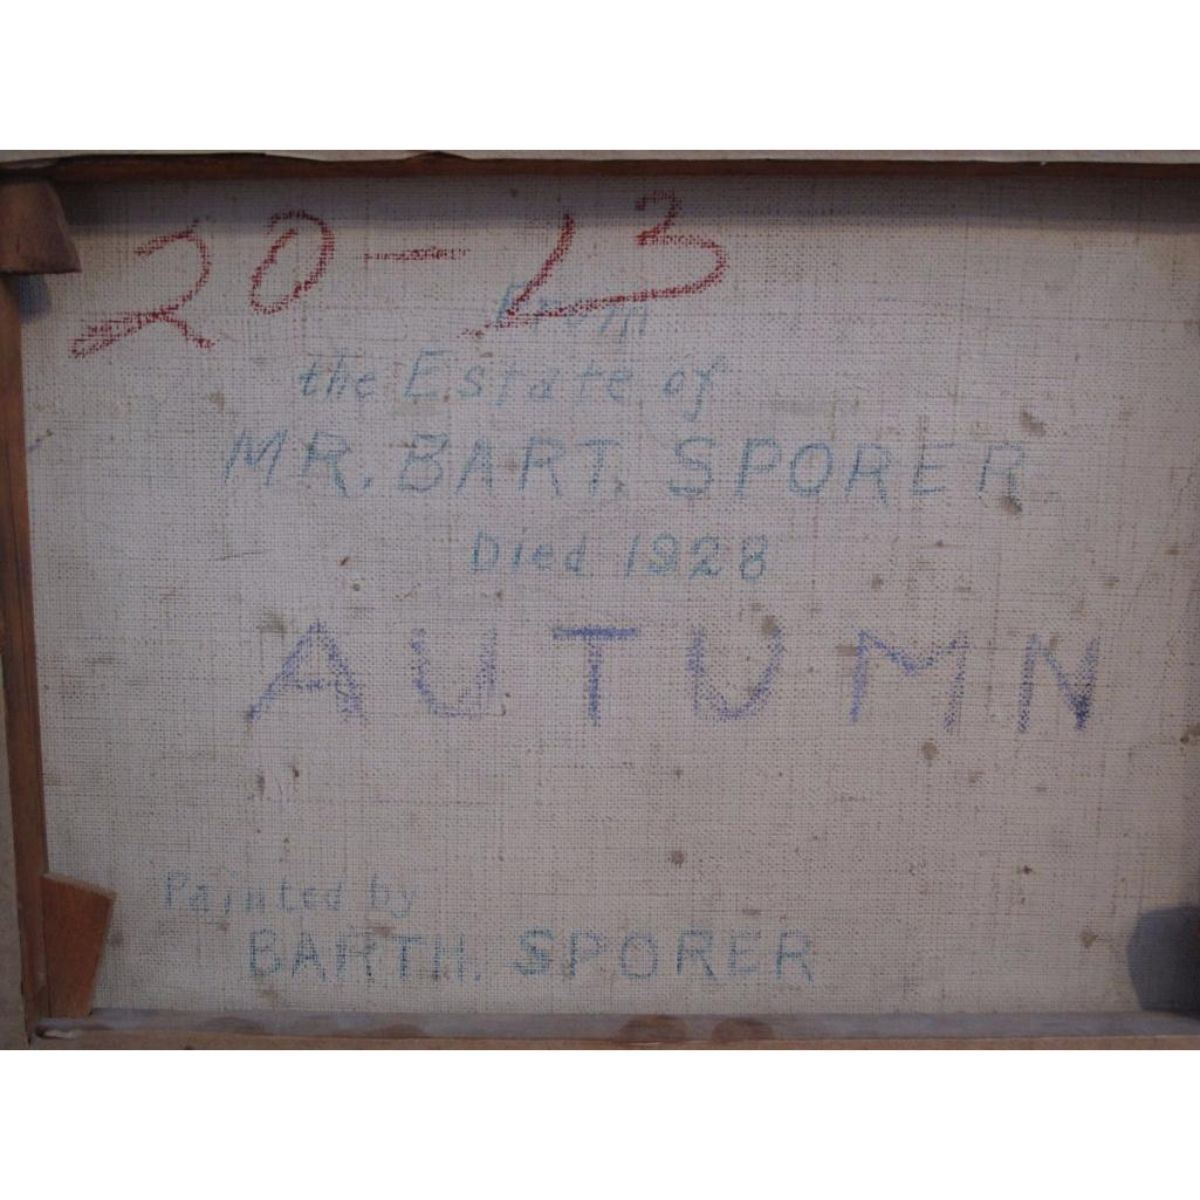 20-23
From
the Estate of
MR. BART. SPORER
Died 1928
AUTUMN
Painted by
BARTH. SPORER